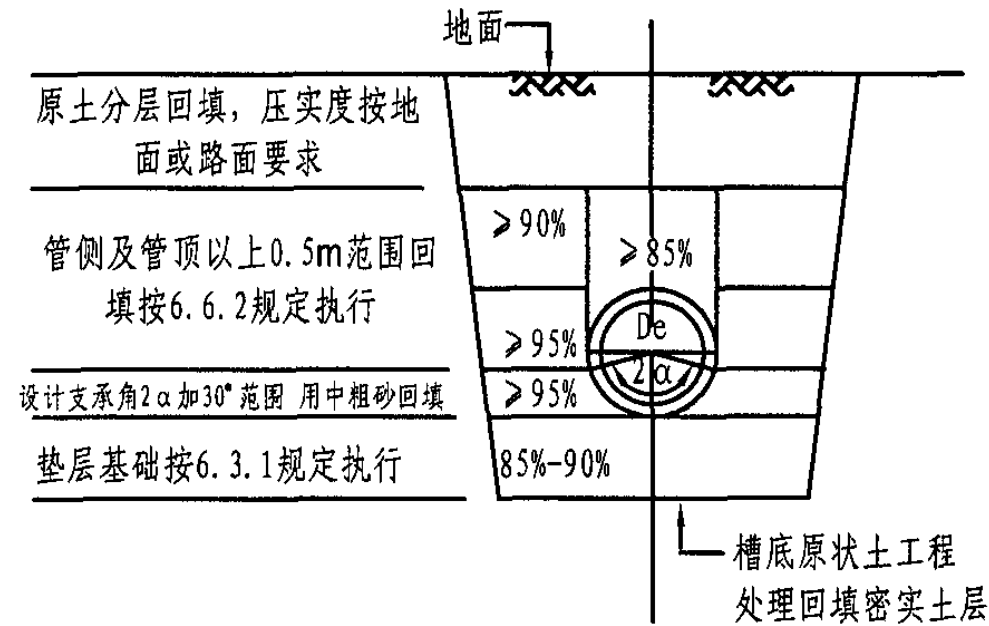 地面
原土分层回填，压实度按地
面或路面要求
≥90%
≥85%
管侧及管顶以上0.5m范围回
填按6.6.2规定执行
De
≥95%
2α
设计支承角2α加30°范围 用中粗砂回填
≥95%
垫层基础按6.3.1规定执行
85%-90%
槽底原状土工程
处理回填密实土层